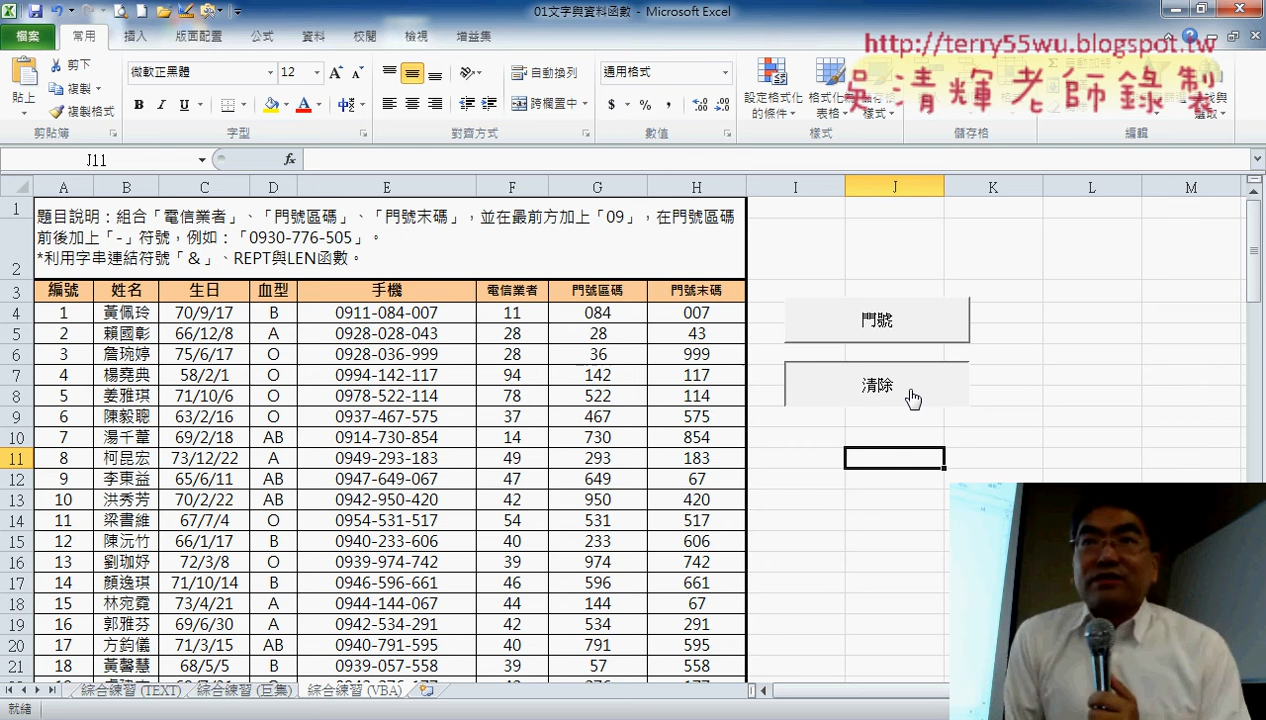 01文字與資料函數 - Microsoft Excel
檔案 常用 插入 版面配置 公式 資料 校閱 檢視 增益集
http://terry55wu.blogspot.tw
吳清輝老師錄製
貼上 剪下 複製 複製格式 剪貼簿
微軟正黑體 12 B I U 字型
自動換列 跨欄置中 對齊方式
通用格式 $ % , 數值
設定格式化的條件 樣式 儲存格 編輯
J11 fx
A B C D E F G H I J K L M
題目說明：組合「電信業者」、「門號區碼」、「門號末碼」，並在最前方加上「09」，在門號區碼
前後加上「-」符號，例如：「0930-776-505」。
*利用字串連結符號「&」、REPT與LEN函數。
3 編號 姓名 生日 血型 手機 電信業者 門號區碼 門號末碼
4 1 黃佩玲 70/9/17 B 0911-084-007 11 084 007
5 2 賴國彰 66/12/8 A 0928-028-043 28 28 43
6 3 詹琬婷 75/6/17 O 0928-036-999 28 36 999
7 4 楊堯典 58/2/1 O 0994-142-117 94 142 117
8 5 姜雅琪 71/10/6 O 0978-522-114 78 522 114
9 6 陳毅聰 63/2/16 O 0937-467-575 37 467 575
10 7 湯千葦 69/2/18 AB 0914-730-854 14 730 854
11 8 柯昆宏 73/12/22 A 0949-293-183 49 293 183
12 9 李東益 65/6/11 AB 0947-649-067 47 649 67
13 10 洪秀芳 70/2/22 AB 0942-950-420 42 950 420
14 11 梁書維 67/7/4 O 0954-531-517 54 531 517
15 12 陳沅竹 66/1/17 B 0940-233-606 40 233 606
16 13 劉珈妤 72/3/8 O 0939-974-742 39 974 742
17 14 顏逸琪 71/10/14 B 0946-596-661 46 596 661
18 15 林宛霓 73/4/21 A 0944-144-067 44 144 67
19 16 郭雅芬 69/6/30 A 0942-534-291 42 534 291
20 17 方鈞儀 71/3/15 AB 0940-791-595 40 791 595
21 18 黃馨慧 68/5/5 B 0939-057-558 39 57 558
門號
清除
綜合練習 (TEXT) 綜合練習 (巨集) 綜合練習 (VBA)
就緒